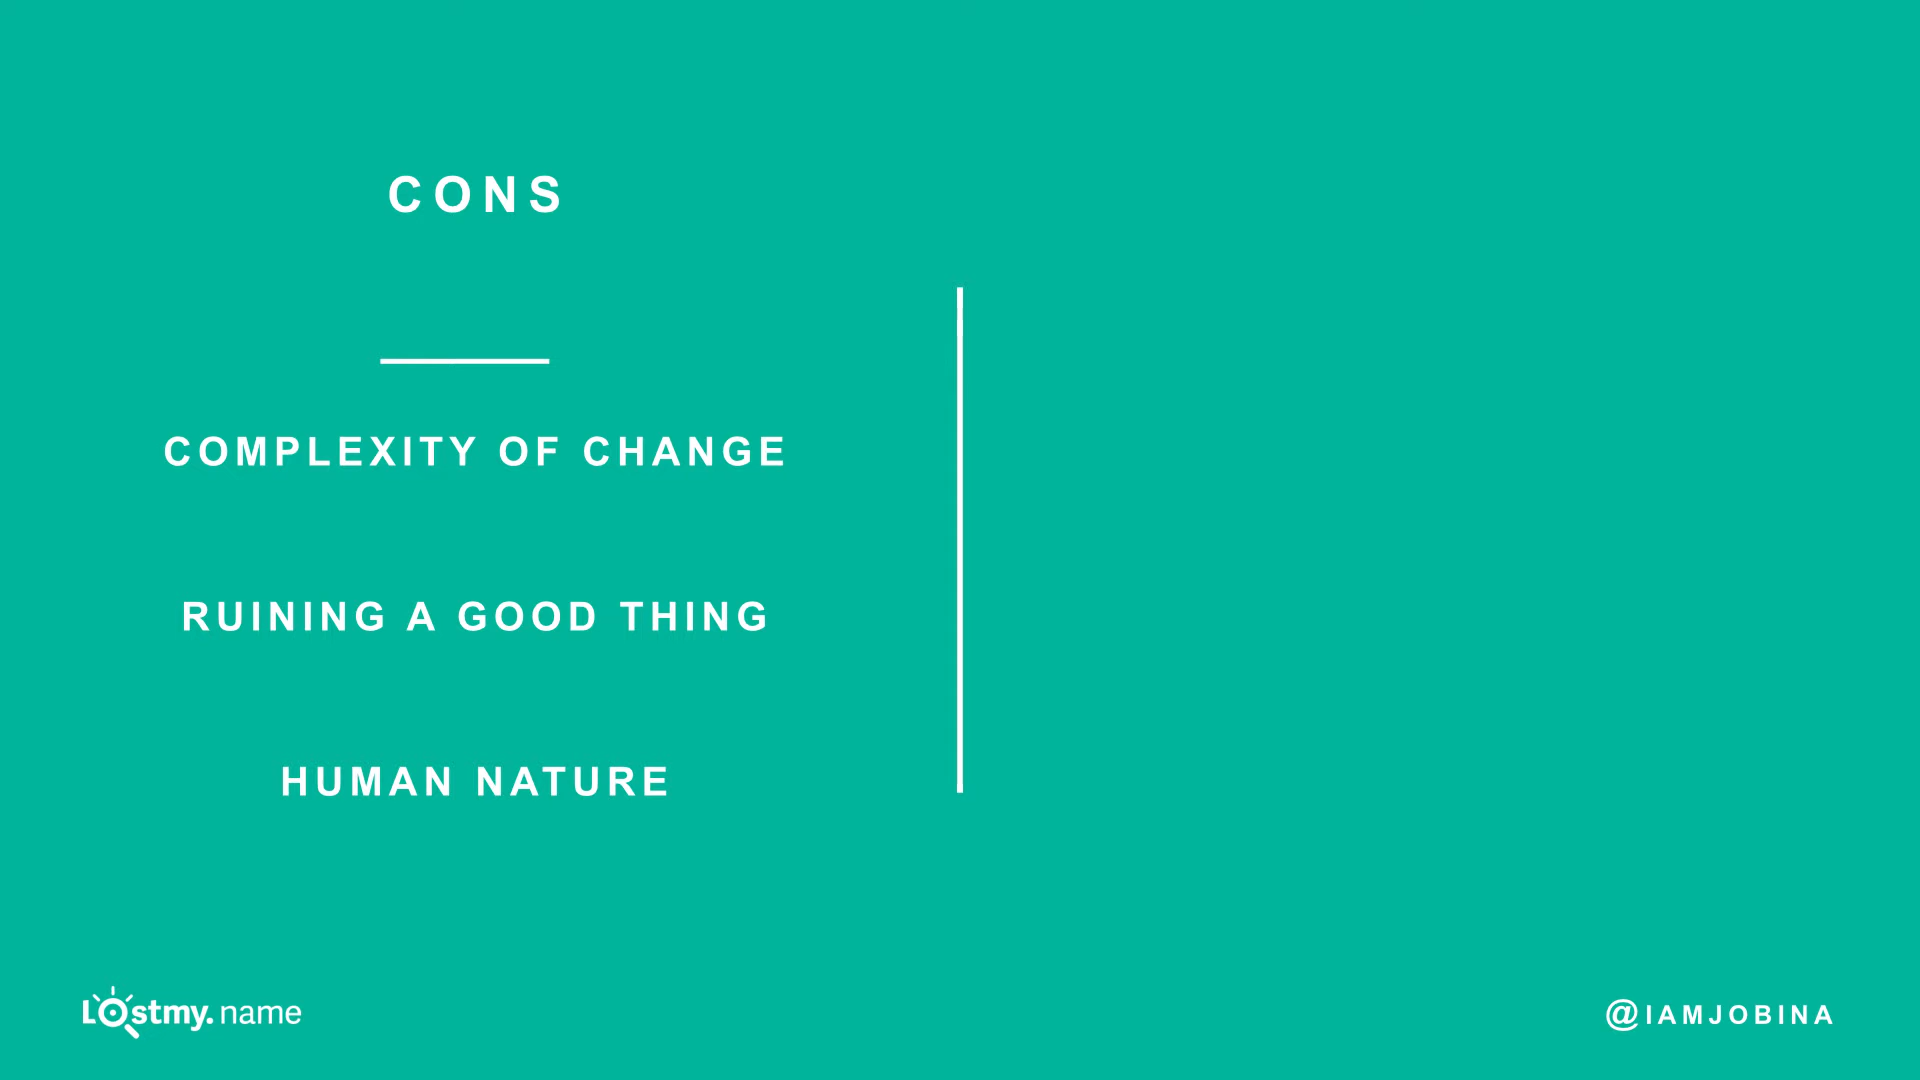 CONS
COMPLEXITY OF CHANGE
RUINING A GOOD THING
HUMAN NATURE
Lostmy.name
@IAMJOBINA